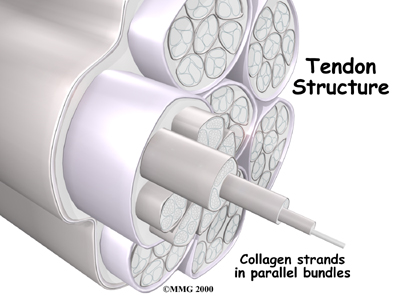 Tendon
Structure
Collagen strands
in parallel bundles
©MMG 2000